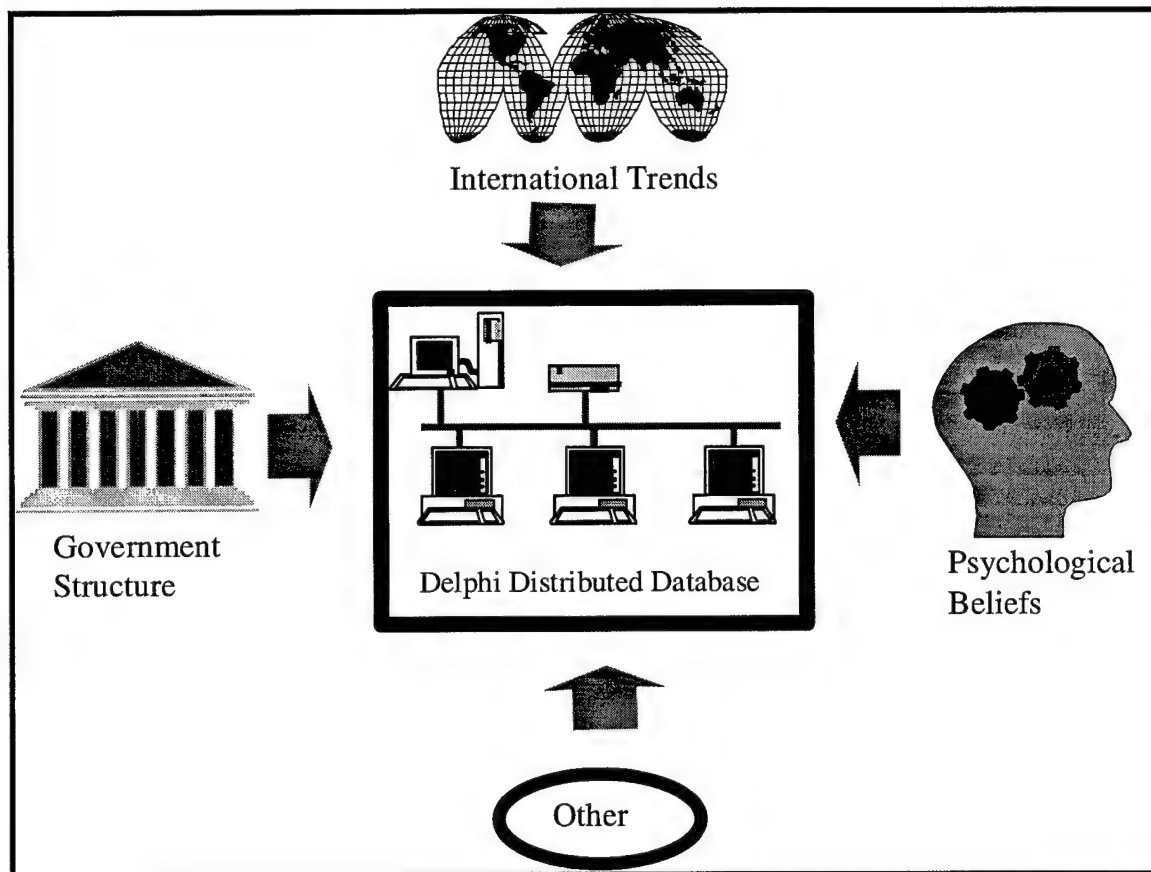 International Trends
Government
Structure
Delphi Distributed Database
Psychological
Beliefs
Other